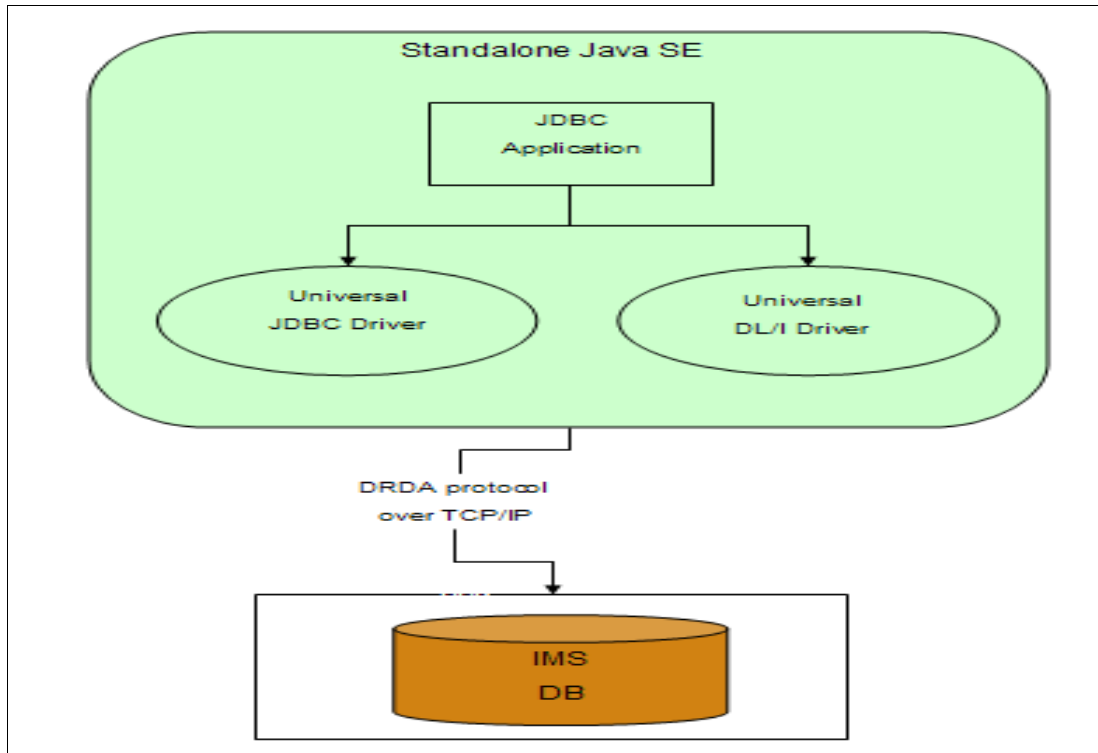 Standalone Java SE
JDBC
Application
Universal
JDBC Driver
Universal
DL/I Driver
DRDA protocol
over TCP/IP
IMS
DB